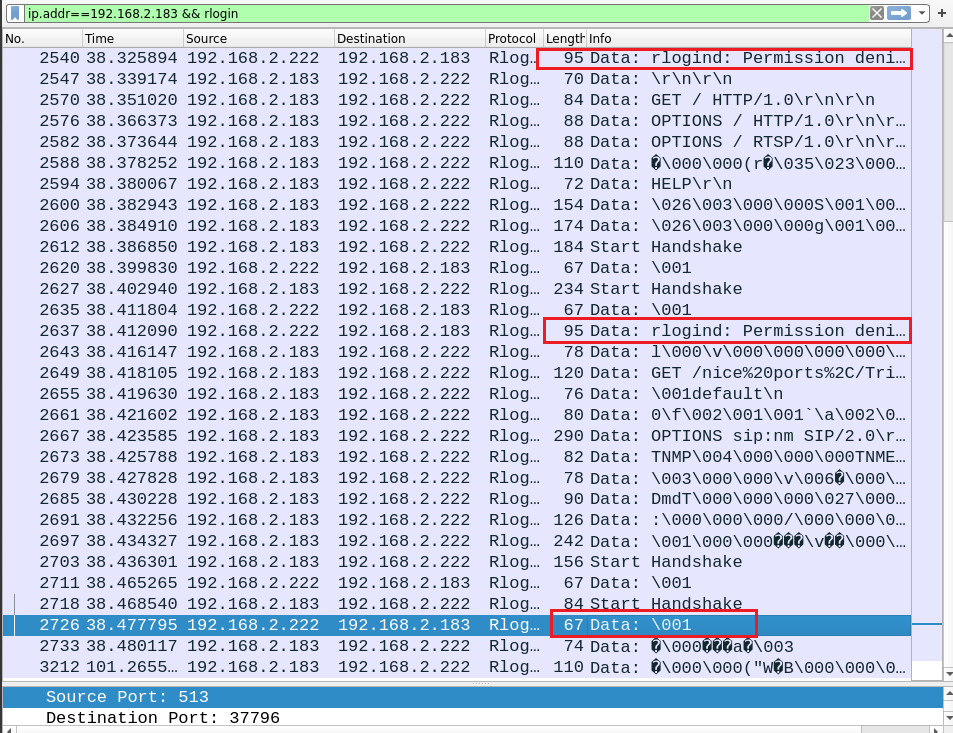 ip.addr==192.168.2.183 && rlogin
No. Time Source Destination Protocol Length Info
2540 38.325894 192.168.2.222 192.168.2.183 Rlog… 95 Data: rlogind: Permission deni…
2547 38.339174 192.168.2.183 192.168.2.222 Rlog… 70 Data: \r\n\r\n
2570 38.351020 192.168.2.183 192.168.2.222 Rlog… 84 Data: GET / HTTP/1.0\r\n\r\n
2576 38.366373 192.168.2.183 192.168.2.222 Rlog… 88 Data: OPTIONS / HTTP/1.0\r\n\r…
2582 38.373644 192.168.2.183 192.168.2.222 Rlog… 88 Data: OPTIONS / RTSP/1.0\r\n\r…
2588 38.378252 192.168.2.183 192.168.2.222 Rlog… 110 Data: �\000\000(r�\035\023\000…
2594 38.380067 192.168.2.183 192.168.2.222 Rlog… 72 Data: HELP\r\n
2600 38.382943 192.168.2.183 192.168.2.222 Rlog… 154 Data: \026\003\000\000S\001\00…
2606 38.384910 192.168.2.183 192.168.2.222 Rlog… 174 Data: \026\003\000\000g\001\00…
2612 38.386850 192.168.2.183 192.168.2.222 Rlog… 184 Start Handshake
2620 38.399830 192.168.2.222 192.168.2.183 Rlog… 67 Data: \001
2627 38.402940 192.168.2.183 192.168.2.222 Rlog… 234 Start Handshake
2635 38.411804 192.168.2.222 192.168.2.183 Rlog… 67 Data: \001
2637 38.412090 192.168.2.222 192.168.2.183 Rlog… 95 Data: rlogind: Permission deni…
2643 38.416147 192.168.2.183 192.168.2.222 Rlog… 78 Data: l\000\v\000\000\000\000\…
2649 38.418105 192.168.2.183 192.168.2.222 Rlog… 120 Data: GET /nice%20ports%2C/Tri…
2655 38.419630 192.168.2.183 192.168.2.222 Rlog… 76 Data: \001default\n
2661 38.421602 192.168.2.183 192.168.2.222 Rlog… 80 Data: 0\f\002\001\001`\a\002\0…
2667 38.423585 192.168.2.183 192.168.2.222 Rlog… 290 Data: OPTIONS sip:nm SIP/2.0\r…
2673 38.425788 192.168.2.183 192.168.2.222 Rlog… 82 Data: TNMP\004\000\000\000TNME…
2679 38.427828 192.168.2.183 192.168.2.222 Rlog… 78 Data: \003\000\000\v\006�\000\…
2685 38.430228 192.168.2.183 192.168.2.222 Rlog… 90 Data: DmdT\000\000\000\027\000…
2691 38.432256 192.168.2.183 192.168.2.222 Rlog… 126 Data: :\000\000\000/\000\000\0…
2697 38.434327 192.168.2.183 192.168.2.222 Rlog… 242 Data: \001\000\000���\v��\000\…
2703 38.436301 192.168.2.183 192.168.2.222 Rlog… 156 Start Handshake
2711 38.465265 192.168.2.222 192.168.2.183 Rlog… 67 Data: \001
2718 38.468540 192.168.2.183 192.168.2.222 Rlog… 84 Start Handshake
2726 38.477795 192.168.2.222 192.168.2.183 Rlog… 67 Data: \001
2733 38.480117 192.168.2.183 192.168.2.222 Rlog… 74 Data: �\000���a�\003
3212 101.2655… 192.168.2.183 192.168.2.222 Rlog… 110 Data: �\000\000("W�B\000\000\0…
Source Port: 513
Destination Port: 37796